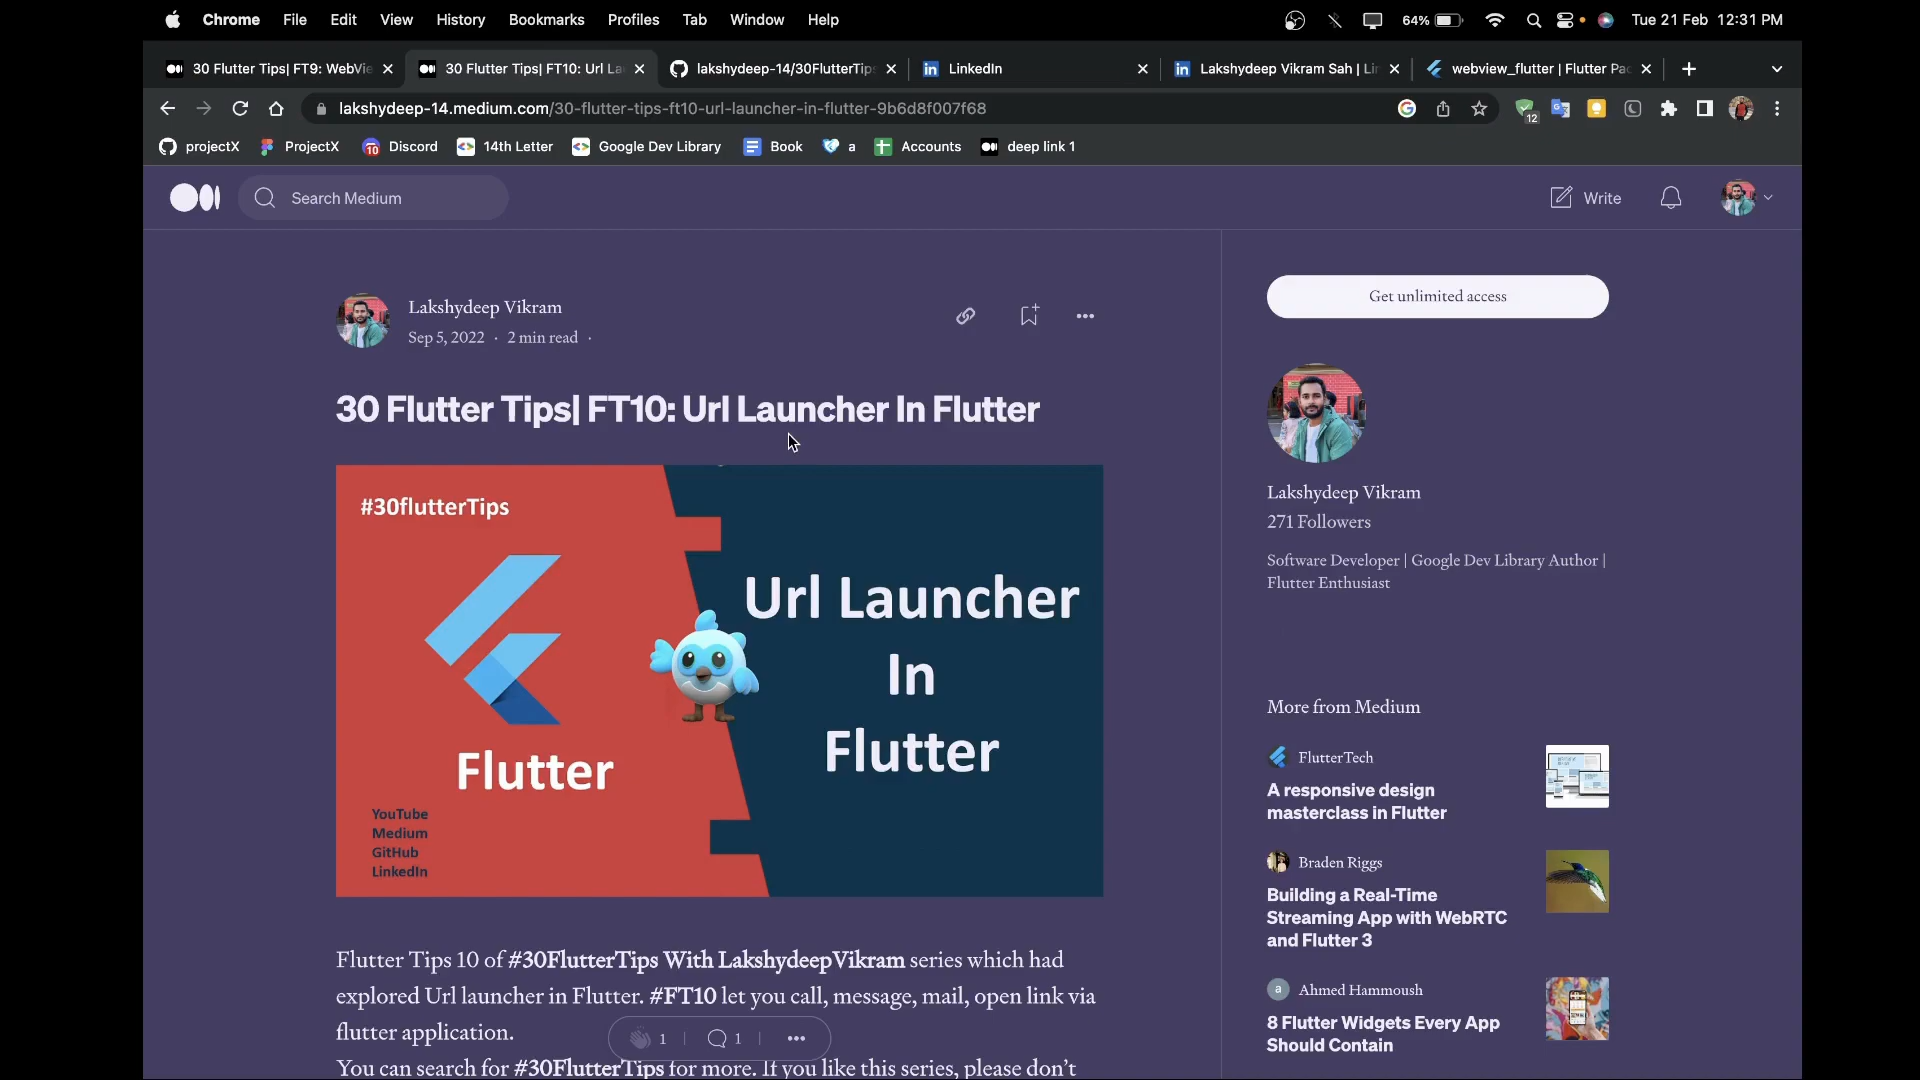 Chrome File Edit View History Bookmarks Profiles Tab Window Help 64% Tue 21 Feb 12:31 PM
30 Flutter Tips| FT9: WebVie 30 Flutter Tips| FT10: Url La lakshydeep-14/30FlutterTips LinkedIn Lakshydeep Vikram Sah | Lin webview_flutter | Flutter Pac
lakshydeep-14.medium.com/30-flutter-tips-ft10-url-launcher-in-flutter-9b6d8f007f68 12
projectX ProjectX 10 Discord 14th Letter Google Dev Library Book a Accounts deep link 1
Search Medium Write
Lakshydeep Vikram
Sep 5, 2022 · 2 min read ·
30 Flutter Tips| FT10: Url Launcher In Flutter
#30flutterTips
Flutter
YouTube
Medium
GitHub
LinkedIn
Url Launcher
In
Flutter
Flutter Tips 10 of #30FlutterTips With LakshydeepVikram series which had
explored Url launcher in Flutter. #FT10 let you call, message, mail, open link via
flutter application.
1 1
You can search for #30FlutterTips for more. If you like this series, please don't
Get unlimited access
Lakshydeep Vikram
271 Followers
Software Developer | Google Dev Library Author |
Flutter Enthusiast
More from Medium
FlutterTech
A responsive design
masterclass in Flutter
Braden Riggs
Building a Real-Time
Streaming App with WebRTC
and Flutter 3
a Ahmed Hammoush
8 Flutter Widgets Every App
Should Contain